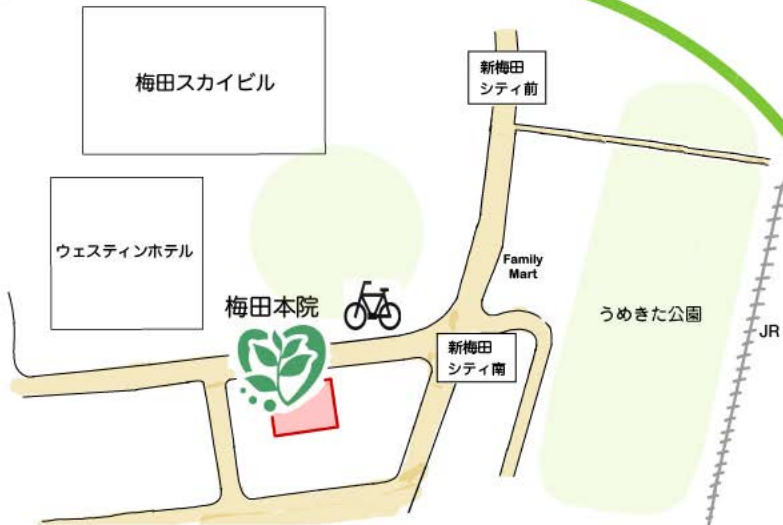 梅田スカイビル
新梅田
シティ前
ウェスティンホテル
Family
Mart
梅田本院
うめきた公園
JR
新梅田
シティ南